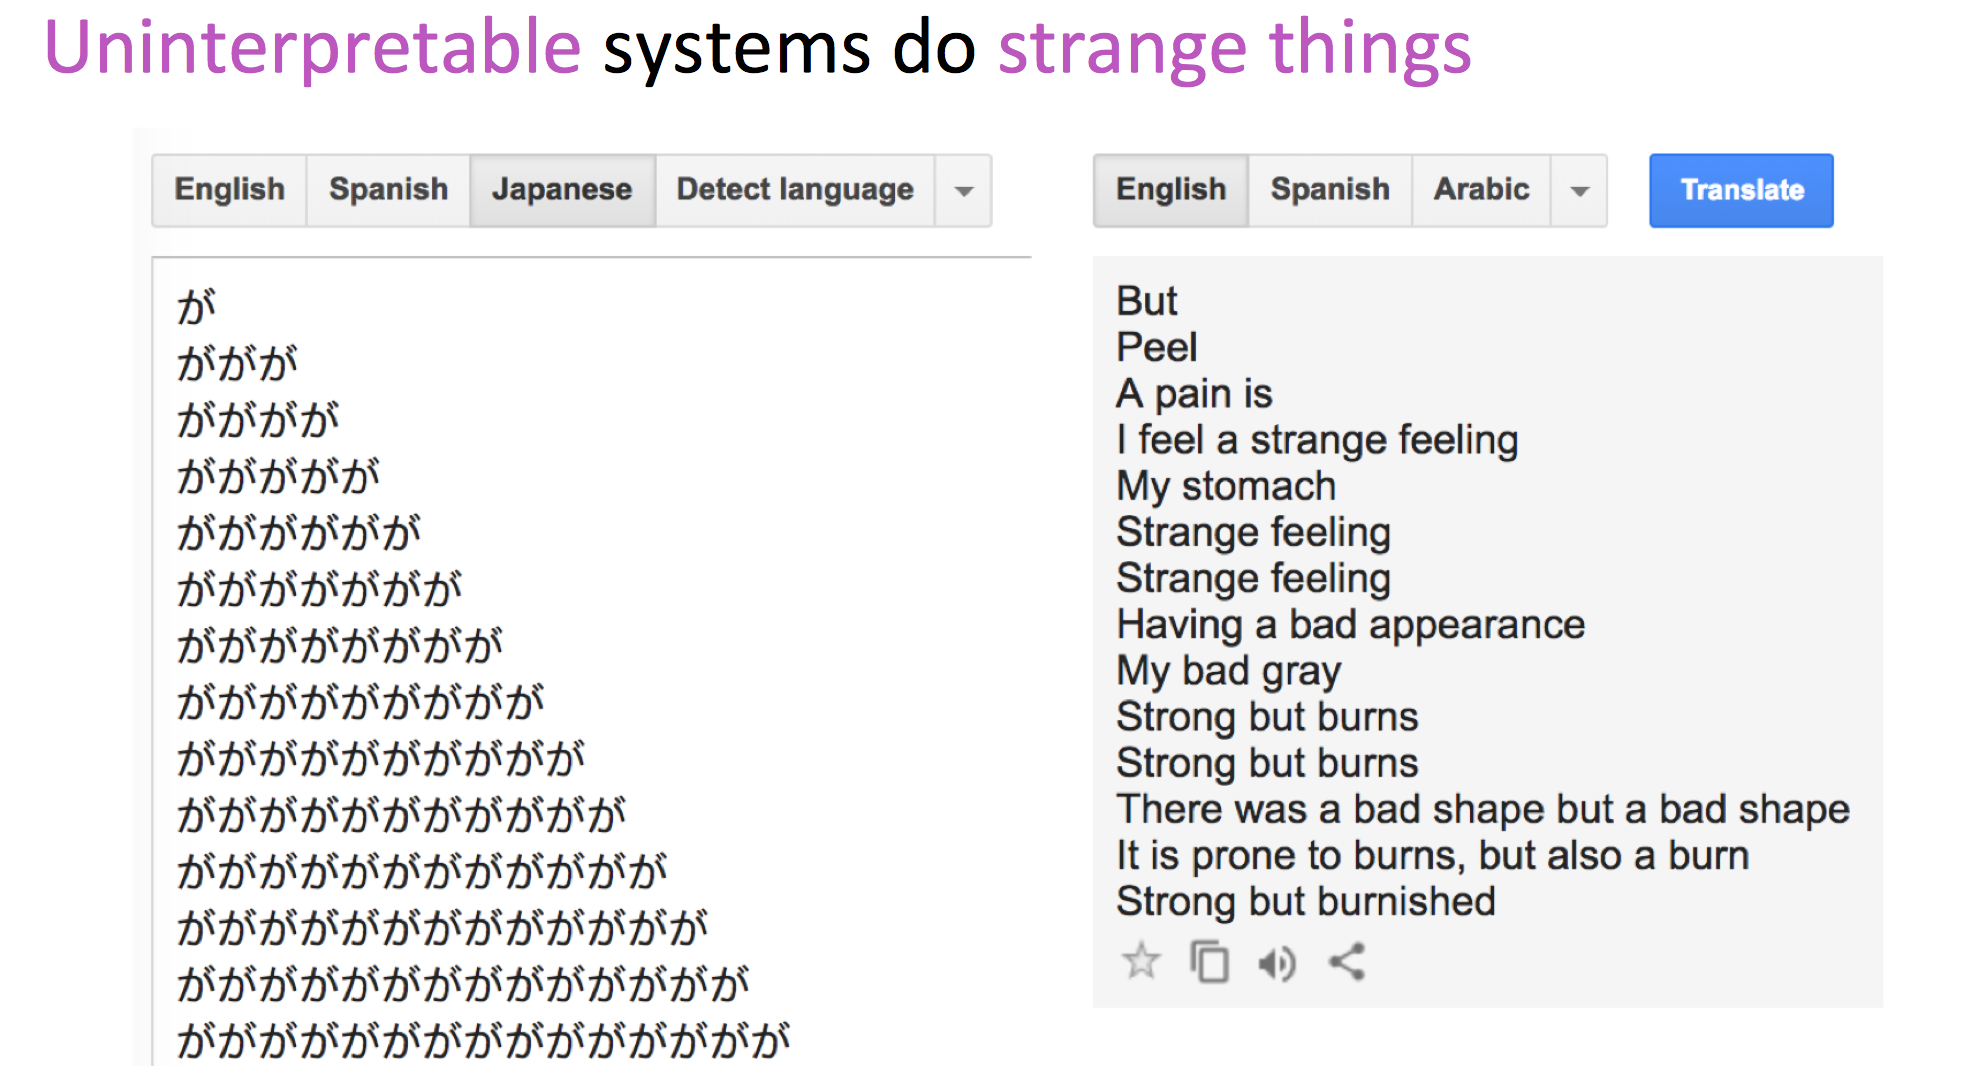 Uninterpretable systems do strange things
English Spanish Japanese Detect language
English Spanish Arabic Translate
が
ががが
がががが
ががががが
がががががが
ががががががが
がががががががが
ががががががががが
がががががががががが
ががががががががががが
がががががががががががが
ががががががががががががが
がががががががががががががが
ががががががががががががががが
But
Peel
A pain is
I feel a strange feeling
My stomach
Strange feeling
Strange feeling
Having a bad appearance
My bad gray
Strong but burns
Strong but burns
There was a bad shape but a bad shape
It is prone to burns, but also a burn
Strong but burnished